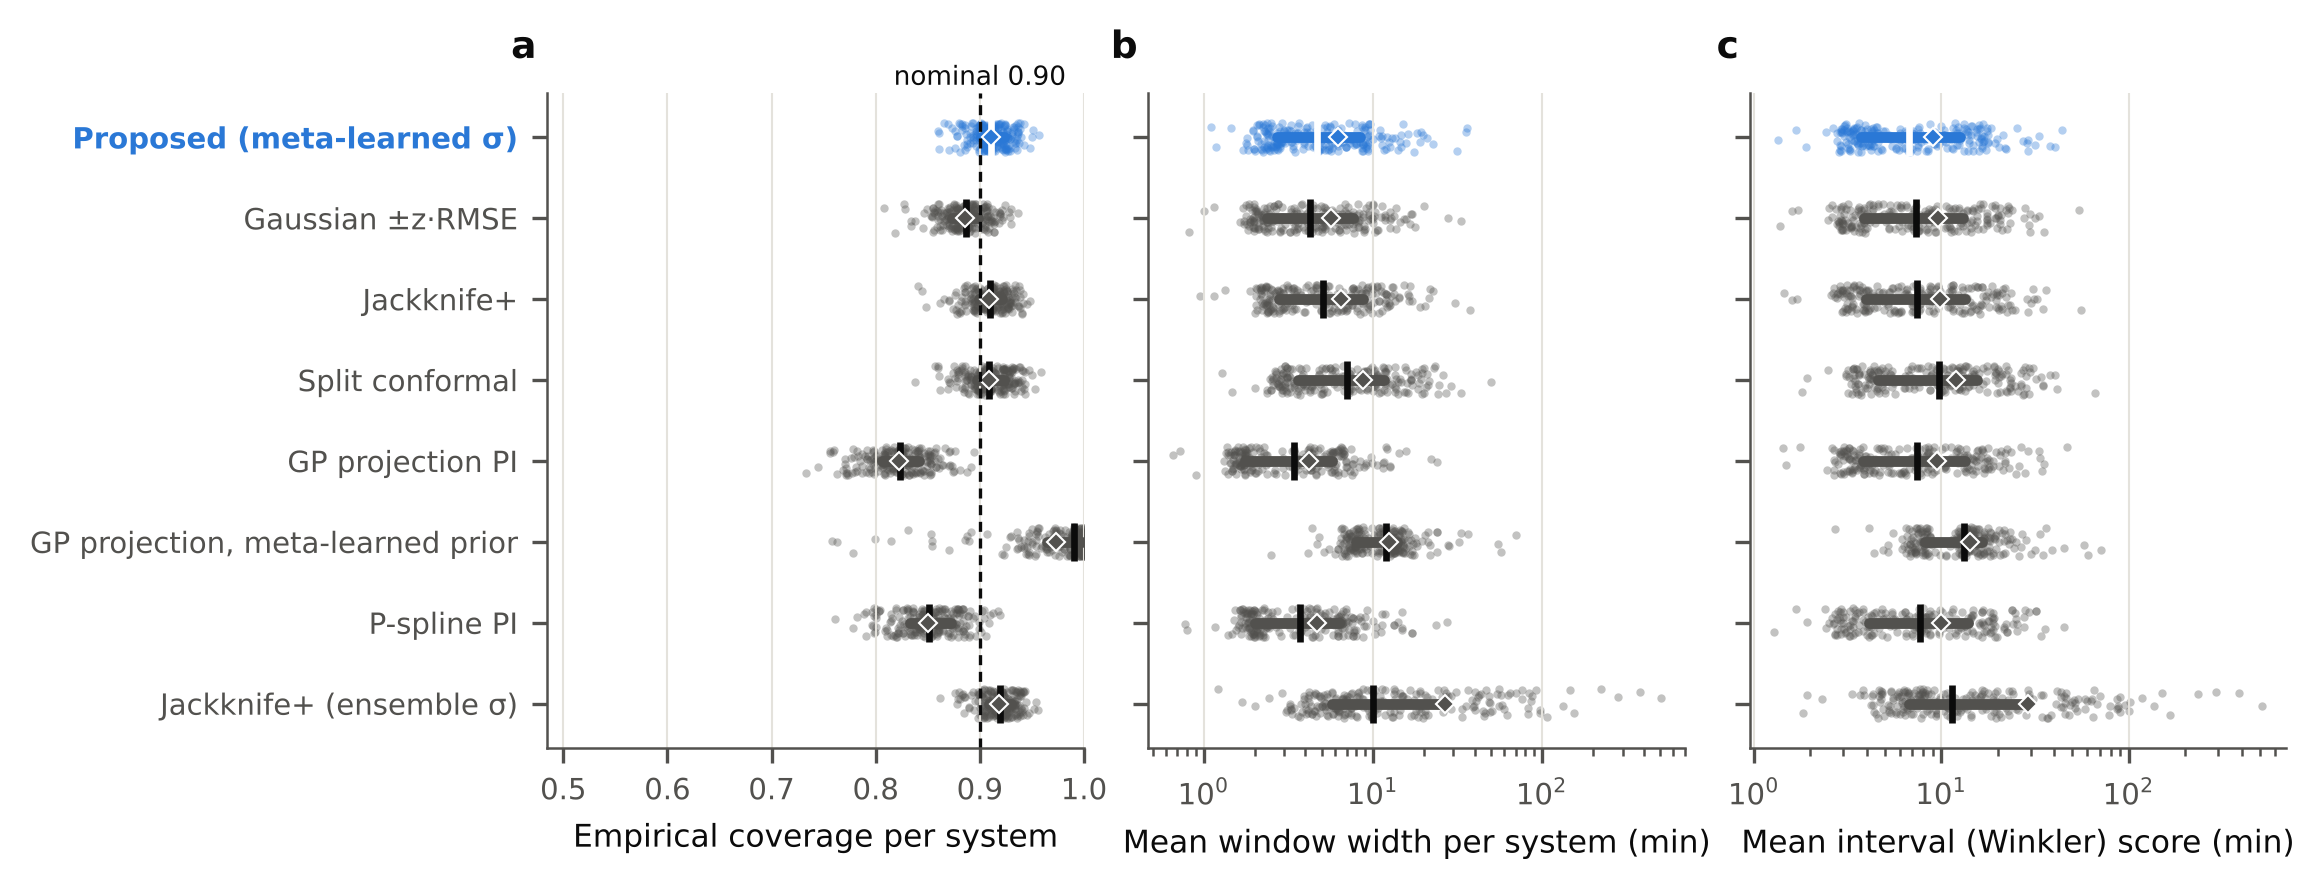 a
b
c
nominal 0.90
Proposed (meta-learned σ)
Gaussian ±z·RMSE
Jackknife+
Split conformal
GP projection PI
GP projection, meta-learned prior
P-spline PI
Jackknife+ (ensemble σ)
0.5 0.6 0.7 0.8 0.9 1.0
Empirical coverage per system
10⁰ 10¹ 10²
Mean window width per system (min)
10⁰ 10¹ 10²
Mean interval (Winkler) score (min)